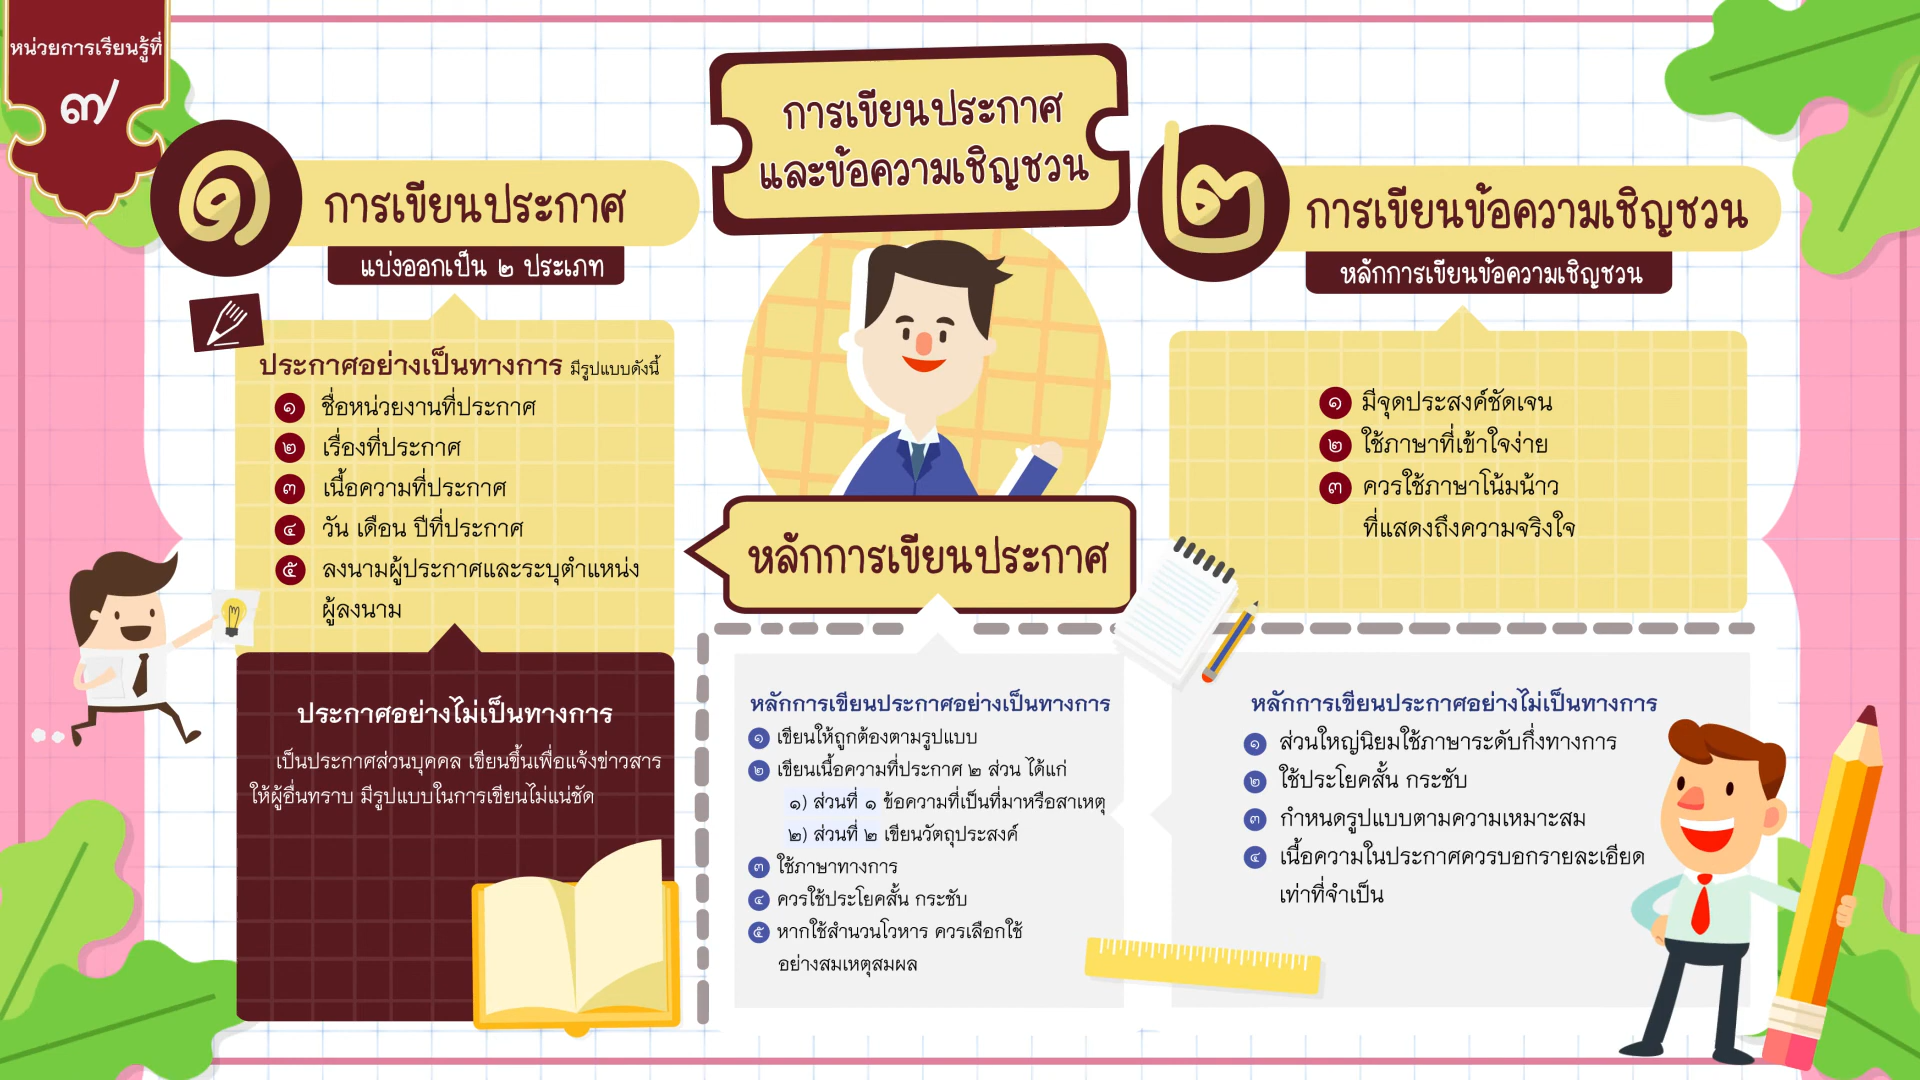 หน่วยการเรียนรู้ที่
๗
การเขียนประกาศ
และข้อความเชิญชวน
๑
การเขียนประกาศ
แบ่งออกเป็น ๒ ประเภท
ประกาศอย่างเป็นทางการ มีรูปแบบดังนี้
๑ ชื่อหน่วยงานที่ประกาศ
๒ เรื่องที่ประกาศ
๓ เนื้อความที่ประกาศ
๔ วัน เดือน ปีที่ประกาศ
๕ ลงนามผู้ประกาศและระบุตำแหน่ง
ผู้ลงนาม
ประกาศอย่างไม่เป็นทางการ
เป็นประกาศส่วนบุคคล เขียนขึ้นเพื่อแจ้งข่าวสาร
ให้ผู้อื่นทราบ มีรูปแบบในการเขียนไม่แน่ชัด
หลักการเขียนประกาศ
หลักการเขียนประกาศอย่างเป็นทางการ
๑ เขียนให้ถูกต้องตามรูปแบบ
๒ เขียนเนื้อความที่ประกาศ ๒ ส่วน ได้แก่
๑) ส่วนที่ ๑ ข้อความที่เป็นที่มาหรือสาเหตุ
๒) ส่วนที่ ๒ เขียนวัตถุประสงค์
๓ ใช้ภาษาทางการ
๔ ควรใช้ประโยคสั้น กระชับ
๕ หากใช้สำนวนโวหาร ควรเลือกใช้
อย่างสมเหตุสมผล
หลักการเขียนประกาศอย่างไม่เป็นทางการ
๑ ส่วนใหญ่นิยมใช้ภาษาระดับกึ่งทางการ
๒ ใช้ประโยคสั้น กระชับ
๓ กำหนดรูปแบบตามความเหมาะสม
๔ เนื้อความในประกาศควรบอกรายละเอียด
เท่าที่จำเป็น
๒
การเขียนข้อความเชิญชวน
หลักการเขียนข้อความเชิญชวน
๑ มีจุดประสงค์ชัดเจน
๒ ใช้ภาษาที่เข้าใจง่าย
๓ ควรใช้ภาษาโน้มน้าว
ที่แสดงถึงความจริงใจ